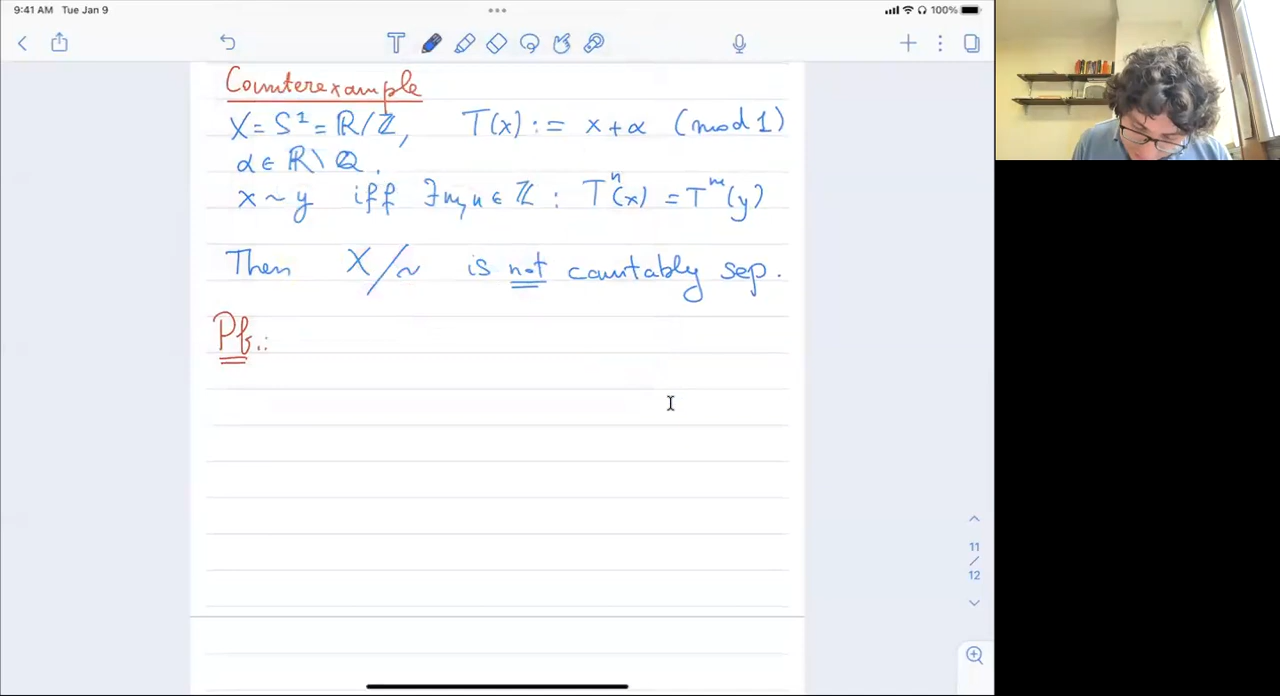 9:41 AM Tue Jan 9
100%
Counterexample
X = S¹ = ℝ/ℤ, T(x) := x + α (mod 1)
α ∈ ℝ \ ℚ.
x ~ y iff ∃ m, n ∈ ℤ : Tⁿ(x) = Tᵐ(y)
Then X/~ is not countably sep.
Pf.:
11
/
12